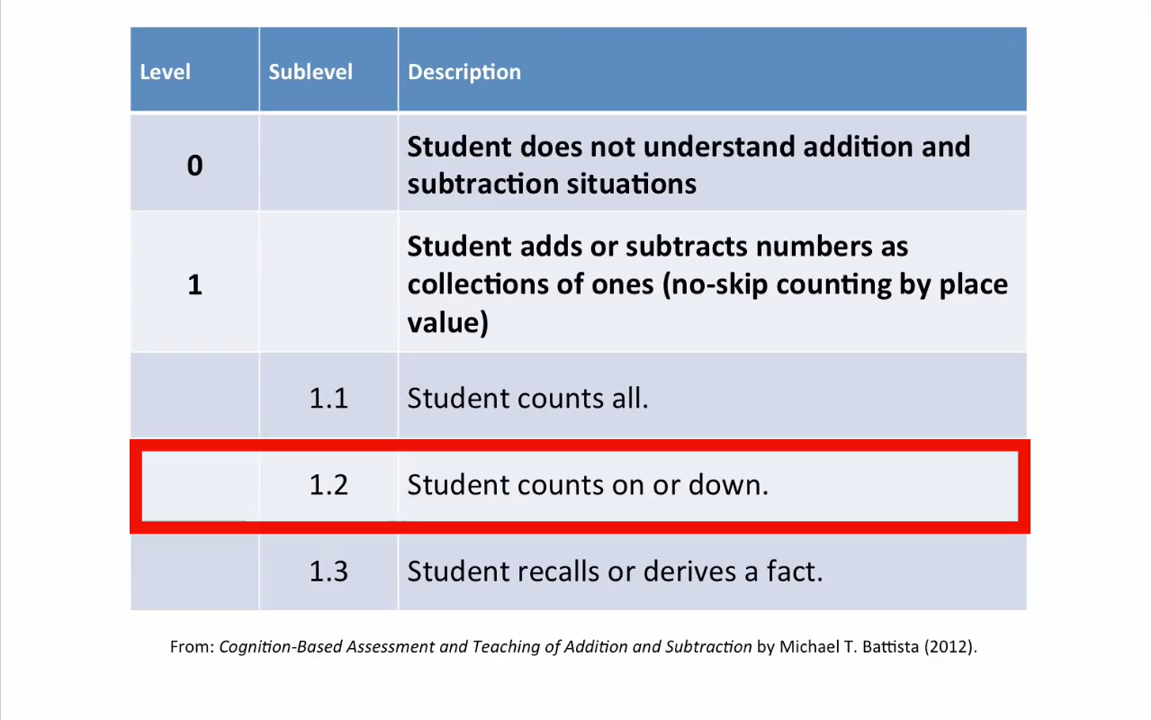 Level Sublevel Description
0 Student does not understand addition and
subtraction situations
1 Student adds or subtracts numbers as
collections of ones (no-skip counting by place
value)
1.1 Student counts all.
1.2 Student counts on or down.
1.3 Student recalls or derives a fact.
From: Cognition-Based Assessment and Teaching of Addition and Subtraction by Michael T. Battista (2012).